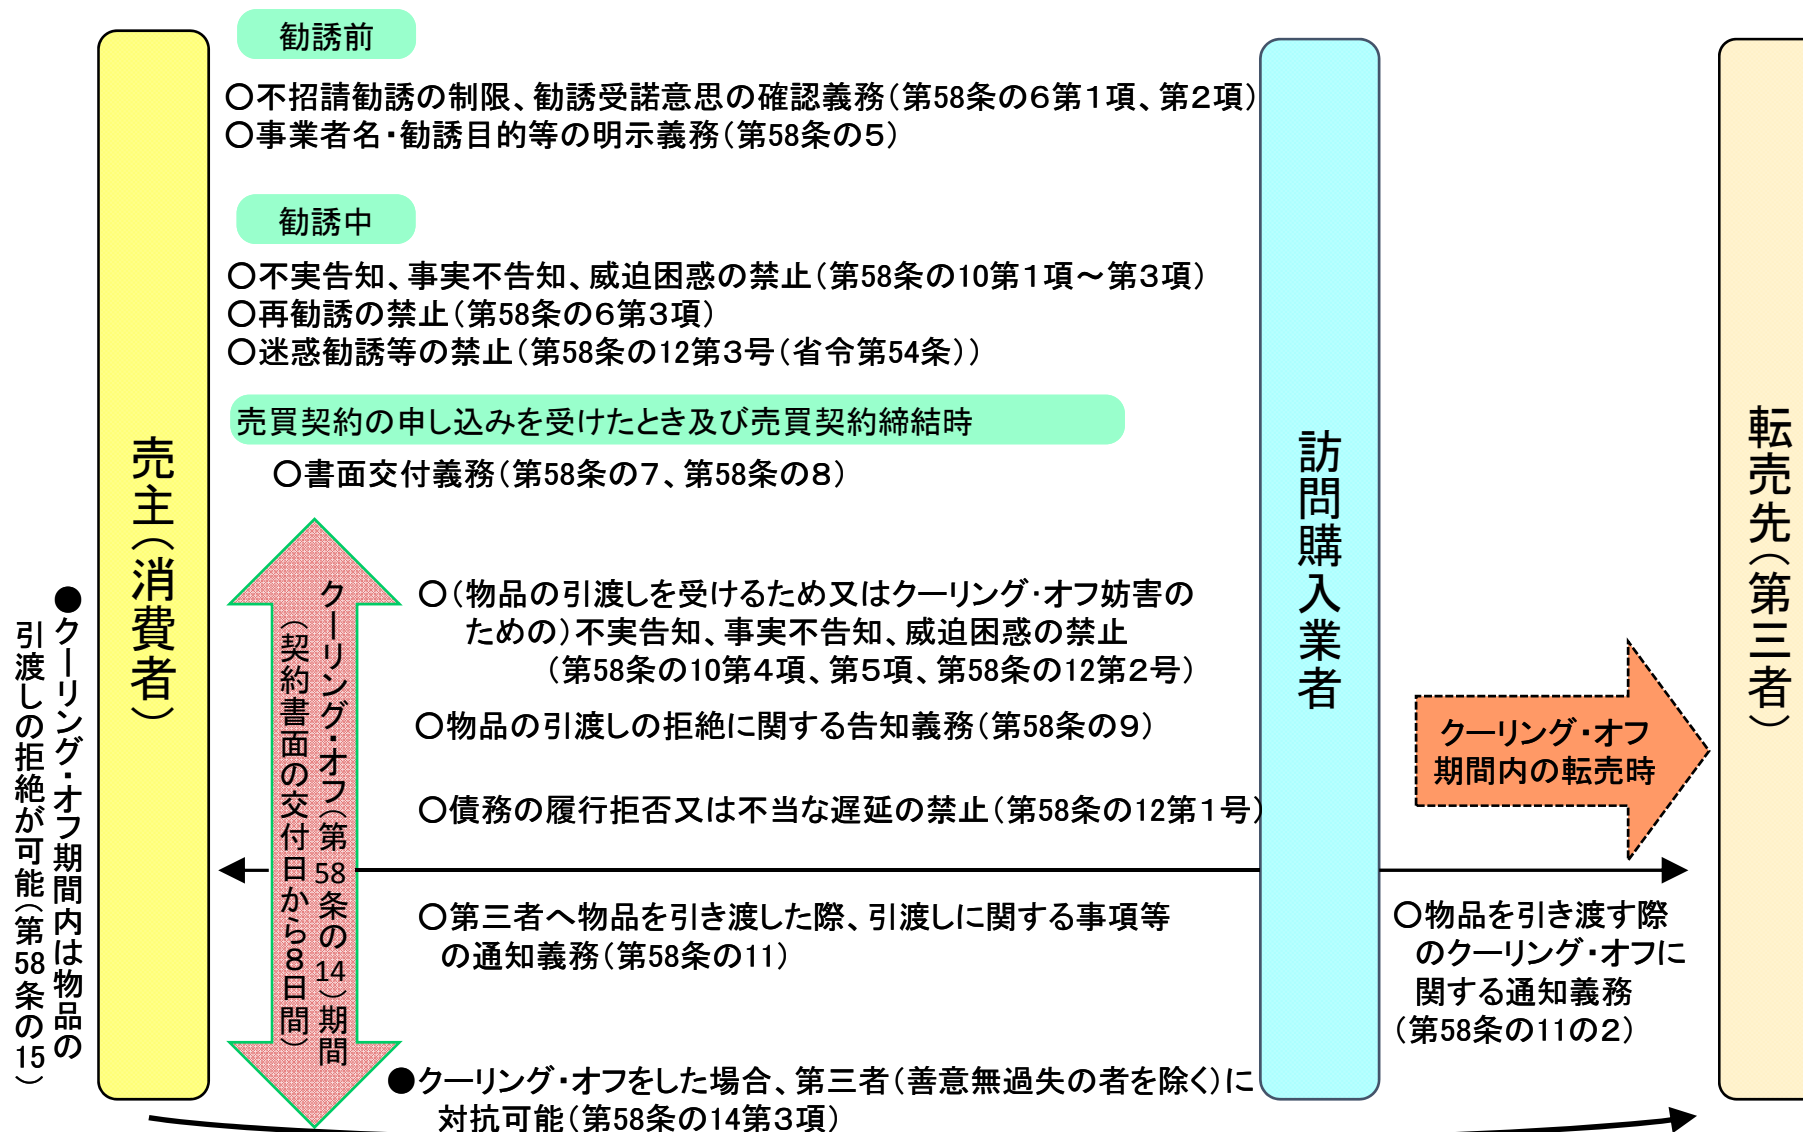 勧誘前
〇不招請勧誘の制限、勧誘受諾意思の確認義務（第58条の６第１項、第２項）
〇事業者名・勧誘目的等の明示義務（第58条の５）
勧誘中
〇不実告知、事実不告知、威迫困惑の禁止（第58条の10第１項～第３項）
〇再勧誘の禁止（第58条の６第３項）
〇迷惑勧誘等の禁止（第58条の12第３号（省令第54条））
売買契約の申し込みを受けたとき及び売買契約締結時
〇書面交付義務（第58条の７、第58条の８）
売主（消費者）
訪問購入業者
転売先（第三者）
●クーリング・オフ期間内は物品の
引渡しの拒絶が可能（第58条の15）
クーリング・オフ（第58条の14）期間
（契約書面の交付日から８日間）
〇（物品の引渡しを受けるため又はクーリング・オフ妨害の
ための）不実告知、事実不告知、威迫困惑の禁止
（第58条の10第４項、第５項、第58条の12第２号）
〇物品の引渡しの拒絶に関する告知義務（第58条の９）
〇債務の履行拒否又は不当な遅延の禁止（第58条の12第１号）
クーリング・オフ
期間内の転売時
〇第三者へ物品を引き渡した際、引渡しに関する事項等
の通知義務（第58条の11）
〇物品を引き渡す際
のクーリング・オフに
関する通知義務
（第58条の11の２）
●クーリング・オフをした場合、第三者（善意無過失の者を除く）に
対抗可能（第58条の14第３項）